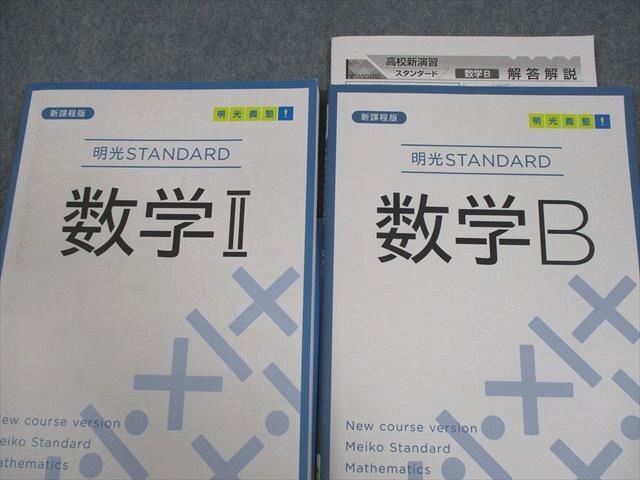 高校新演習
スタンダード 数学B 解答解説
STANDARD
新課程版
明光義塾!
明光STANDARD
数学Ⅱ
New course version
Meiko Standard
Mathematics
新課程版
明光義塾!
明光STANDARD
数学B
New course version
Meiko Standard
Mathematics